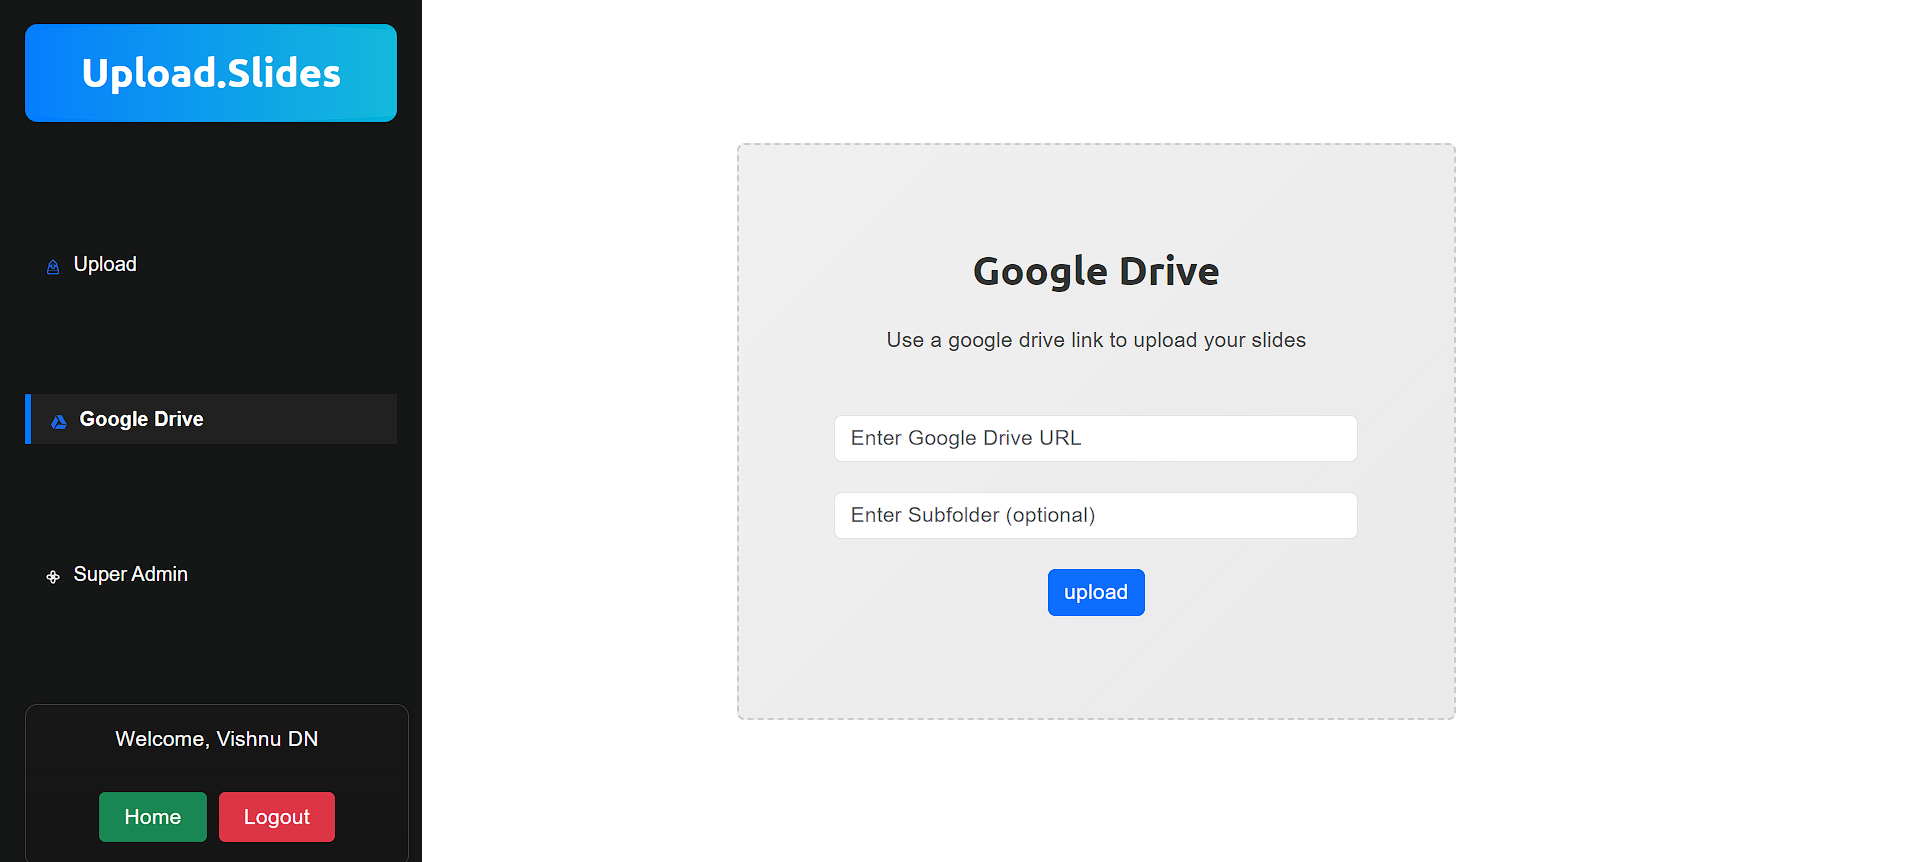 Upload.Slides
Upload
Google Drive
Super Admin
Welcome, Vishnu DN
Home Logout
Google Drive
Use a google drive link to upload your slides
Enter Google Drive URL
Enter Subfolder (optional)
upload